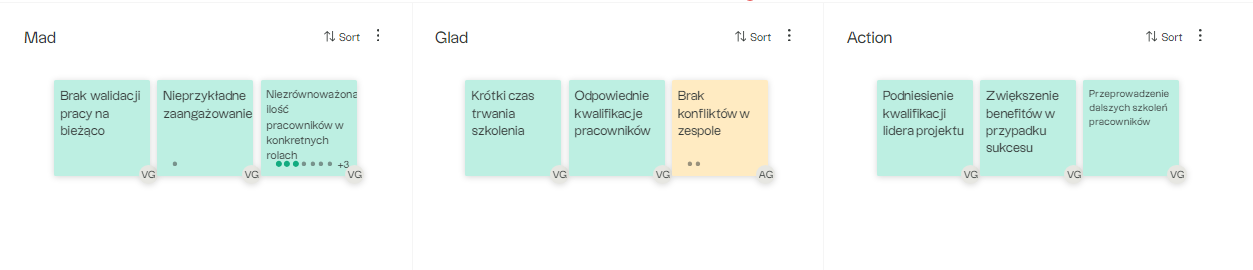 Mad
Sort
Brak walidacji
pracy na
bieżąco
VG
Nieprzykładne
zaangażowanie
VG
Niezrównoważona
ilość
pracowników w
konkretnych
rolach
+3
VG
Glad
Sort
Krótki czas
trwania
szkolenia
VG
Odpowiednie
kwalifikacje
pracowników
VG
Brak
konfliktów w
zespole
AG
Action
Sort
Podniesienie
kwalifikacji
lidera projektu
VG
Zwiększenie
benefitów w
przypadku
sukcesu
VG
Przeprowadzenie
dalszych szkoleń
pracowników
VG